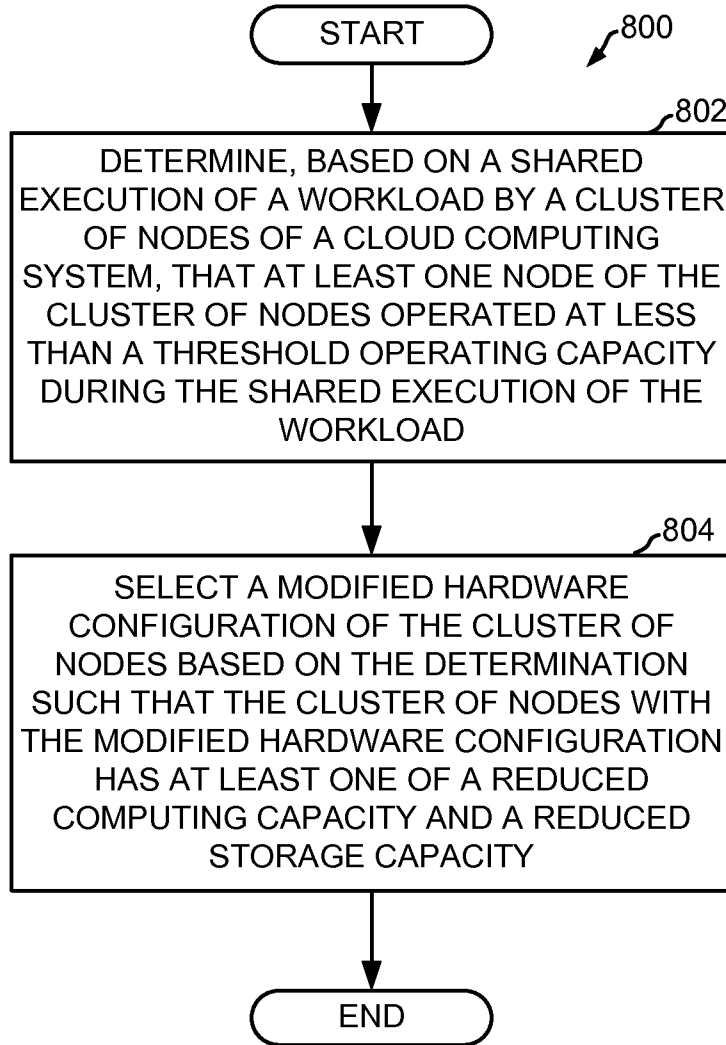 START
800
802
DETERMINE, BASED ON A SHARED
EXECUTION OF A WORKLOAD BY A CLUSTER
OF NODES OF A CLOUD COMPUTING
SYSTEM, THAT AT LEAST ONE NODE OF THE
CLUSTER OF NODES OPERATED AT LESS
THAN A THRESHOLD OPERATING CAPACITY
DURING THE SHARED EXECUTION OF THE
WORKLOAD
804
SELECT A MODIFIED HARDWARE
CONFIGURATION OF THE CLUSTER OF
NODES BASED ON THE DETERMINATION
SUCH THAT THE CLUSTER OF NODES WITH
THE MODIFIED HARDWARE CONFIGURATION
HAS AT LEAST ONE OF A REDUCED
COMPUTING CAPACITY AND A REDUCED
STORAGE CAPACITY
END